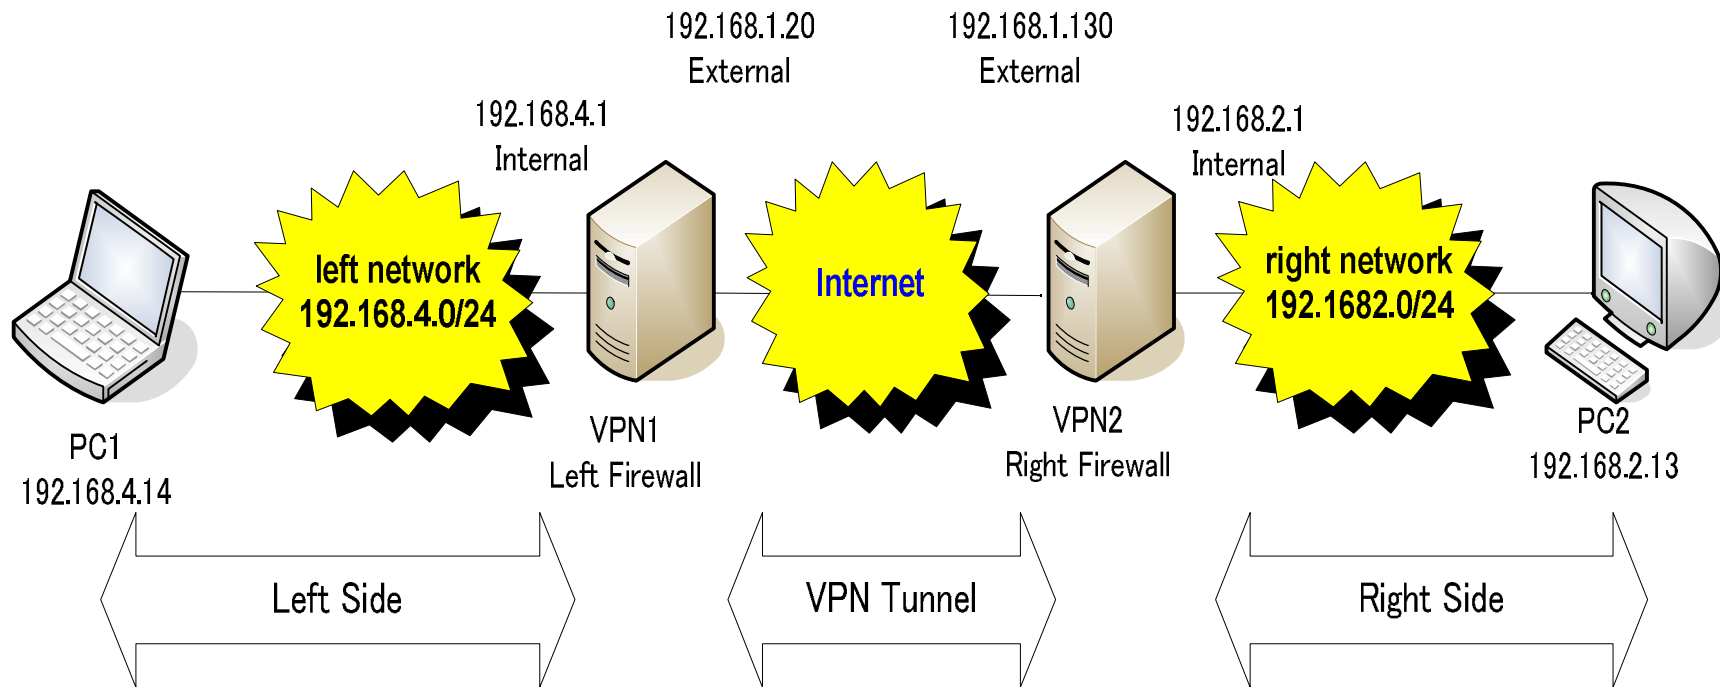 192.168.1.20
External
192.168.1.130
External
192.168.4.1
Internal
192.168.2.1
Internal
left network
192.168.4.0/24
Internet
right network
192.1682.0/24
PC1
192.168.4.14
VPN1
Left Firewall
VPN2
Right Firewall
PC2
192.168.2.13
Left Side
VPN Tunnel
Right Side